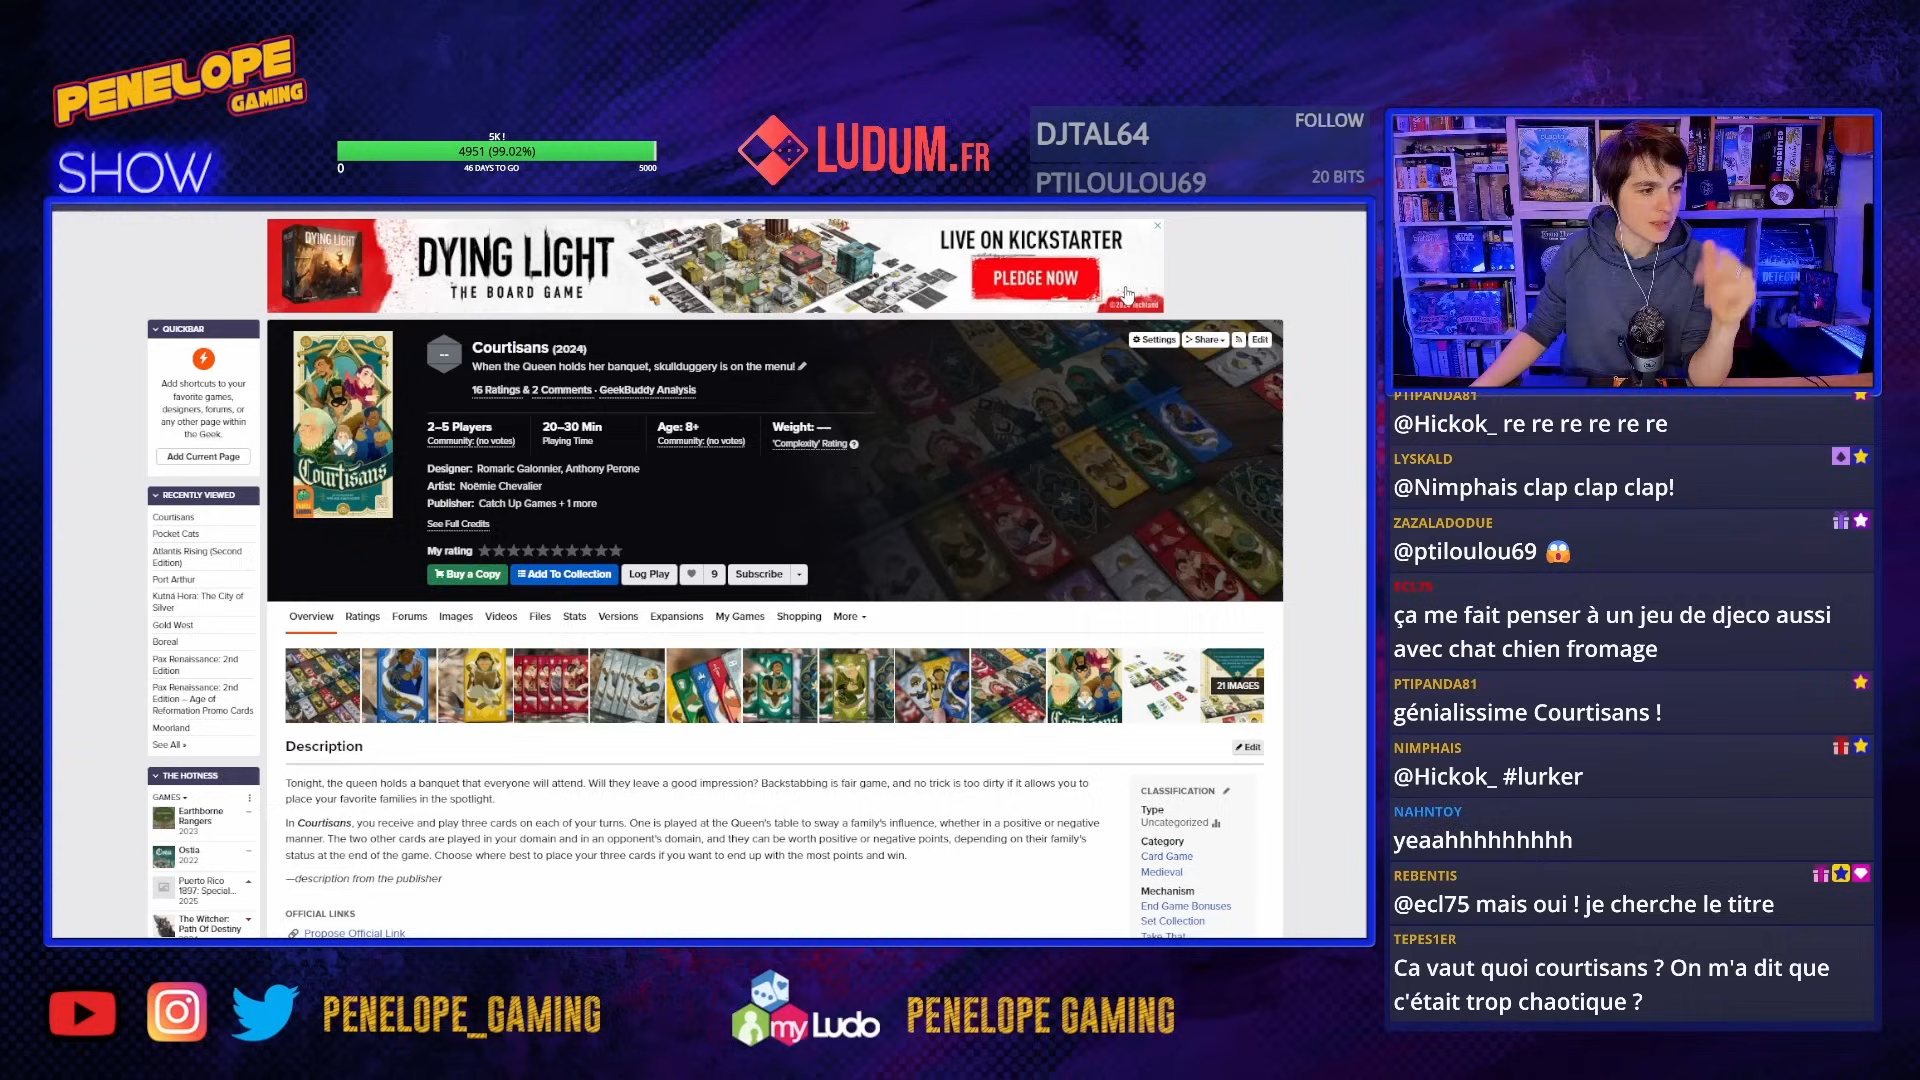 PENELOPE
GAMING
SHOW
5K !
4951 (99.02%)
0
46 DAYS TO GO
5000
LUDUM.FR
DJTAL64
FOLLOW
PTILOULOU69
20 BITS
DYING LIGHT
DYING LIGHT
THE BOARD GAME
LIVE ON KICKSTARTER
PLEDGE NOW
QUICKBAR
Add shortcuts to your
favorite games,
designers, forums, or
any other page within
the Geek.
Add Current Page
RECENTLY VIEWED
Courtisans
Pocket Cats
Atlantis Rising (Second
Edition)
Port Arthur
Kutná Hora: The City of
Silver
Gold West
Boreal
Pax Renaissance: 2nd
Edition
Pax Renaissance: 2nd
Edition – Age of
Reformation Promo Cards
Moorland
See All »
THE HOTNESS
GAMES
Earthborne
Rangers
2023
Ostia
2022
Puerto Rico
1897: Special...
2025
The Witcher:
Path Of Destiny
Courtisans
--
Courtisans (2024)
When the Queen holds her banquet, skullduggery is on the menu!
16 Ratings & 2 Comments · GeekBuddy Analysis
Settings
Share
Edit
2–5 Players
Community: (no votes)
20–30 Min
Playing Time
Age: 8+
Community: (no votes)
Weight: —
'Complexity' Rating
Designer: Romaric Galonnier, Anthony Perone
Artist: Noëmie Chevalier
Publisher: Catch Up Games + 1 more
See Full Credits
My rating
Buy a Copy
Add To Collection
Log Play
9
Subscribe
Overview
Ratings
Forums
Images
Videos
Files
Stats
Versions
Expansions
My Games
Shopping
More
21 IMAGES
Description
Edit
Tonight, the queen holds a banquet that everyone will attend. Will they leave a good impression? Backstabbing is fair game, and no trick is too dirty if it allows you to
place your favorite families in the spotlight.
In Courtisans, you receive and play three cards on each of your turns. One is played at the Queen's table to sway a family's influence, whether in a positive or negative
manner. The two other cards are played in your domain and in an opponent's domain, and they can be worth positive or negative points, depending on their family's
status at the end of the game. Choose where best to place your three cards if you want to end up with the most points and win.
—description from the publisher
OFFICIAL LINKS
Propose Official Link
CLASSIFICATION
Type
Uncategorized
Category
Card Game
Medieval
Mechanism
End Game Bonuses
Set Collection
Take That
PTIPANDA81
@Hickok_ re re re re re re
LYSKALD
@Nimphais clap clap clap!
ZAZALADODUE
@ptiloulou69 😱
ECL75
ça me fait penser à un jeu de djeco aussi
avec chat chien fromage
PTIPANDA81
génialissime Courtisans !
NIMPHAIS
@Hickok_ #lurker
NAHNTOY
yeaahhhhhhhhh
REBENTIS
@ecl75 mais oui ! je cherche le titre
TEPES1ER
Ca vaut quoi courtisans ? On m'a dit que
c'était trop chaotique ?
PENELOPE_GAMING
my Ludo
PENELOPE GAMING